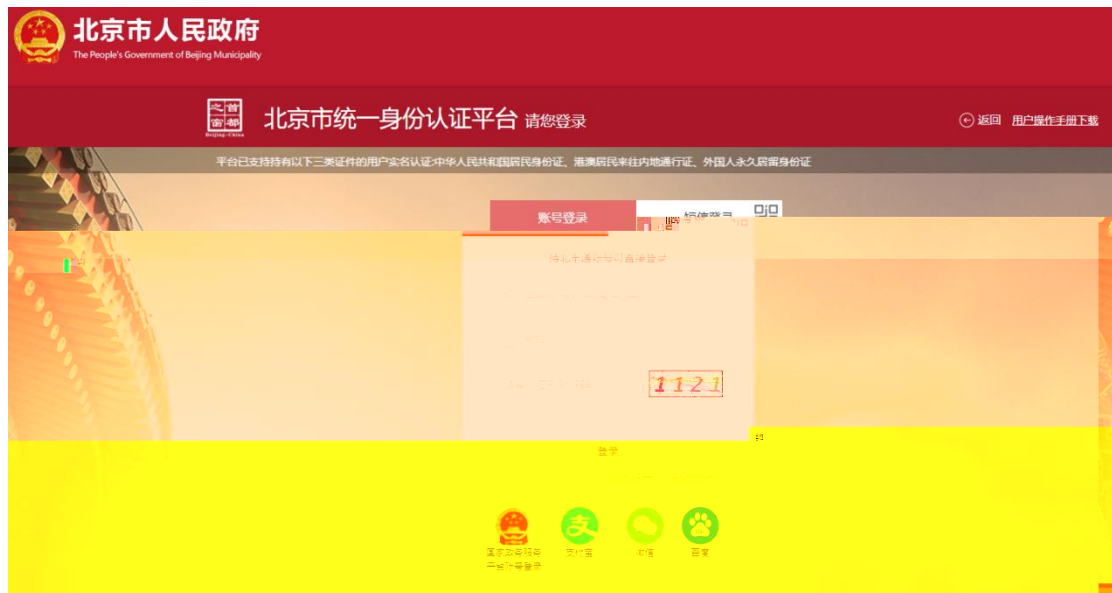 北京市人民政府
The People's Government of Beijing Municipality
首都之窗
Beijing-China
北京市统一身份认证平台 请您登录
返回 用户操作手册下载
平台已支持持有以下三类证件的用户实名认证:中华人民共和国居民身份证、港澳居民来往内地通行证、外国人永久居留身份证
账号登录 短信登录
1121
登录
国家政务服务 支付宝 微信 百度
平台账号登录